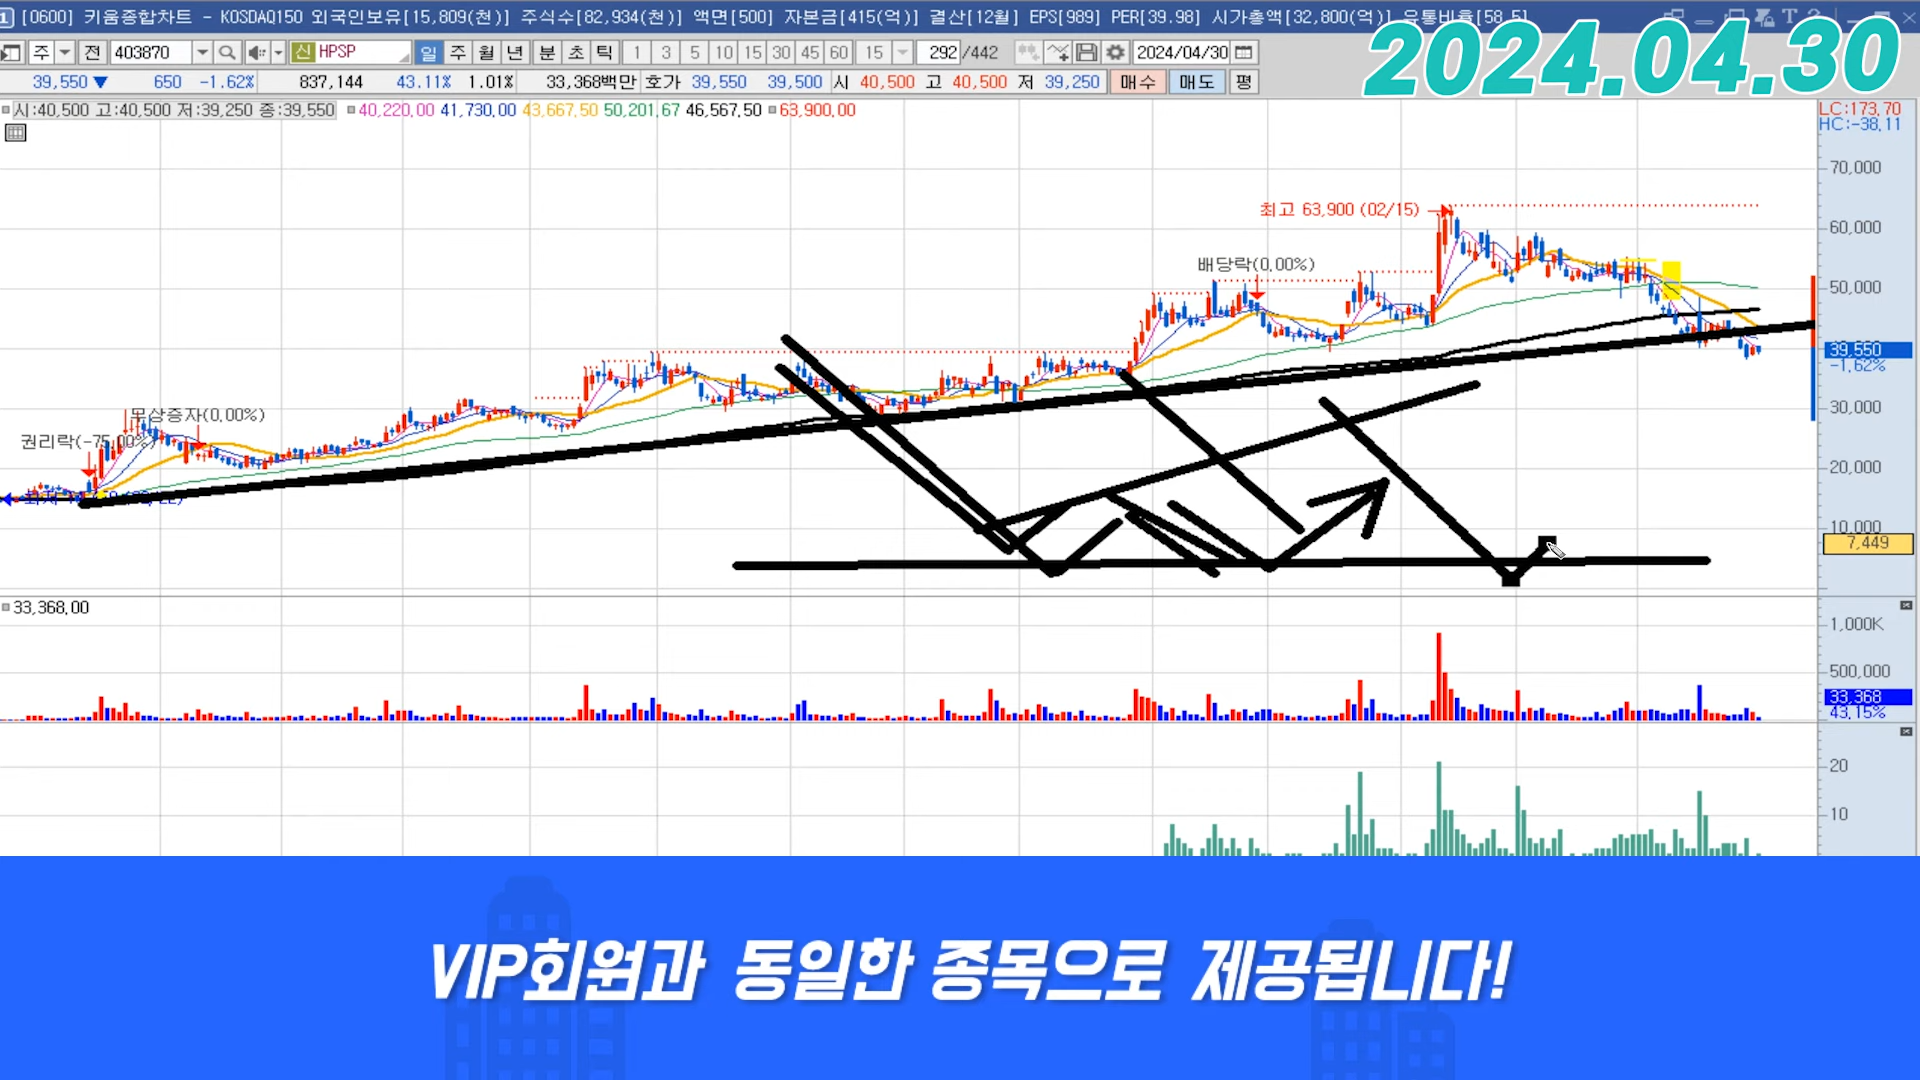 [0600] 키움종합차트 - KOSDAQ150 외국인보유[15,809(천)] 주식수[82,934(천)] 액면[500] 자본금[415(억)] 결산[12월] EPS[989] PER[39.98] 시가총액[32,800(억)] 유통비율[58.5]
2024.04.30
주 전 403870 신 HPSP 일 주 월 년 분 초 틱 1 3 5 10 15 30 45 60 15 292 /442 2024/04/30
39,550 ▼ 650 -1.62% 837,144 43.11% 1.01% 33,368백만 호가 39,550 39,500 시 40,500 고 40,500 저 39,250 매수 매도 평
시:40,500 고:40,500 저:39,250 종:39,550 40,220.00 41,730.00 43,667.50 50,201.67 46,567.50 63,900.00
LC:173.70
HC:-38.11
70,000
최고 63,900 (02/15)
60,000
배당락(0.00%)
50,000
39,550
-1.62%
30,000
무상증자(0.00%)
권리락(-75.00%)
20,000
10,000
7,449
33,368.00
1,000K
500,000
33,368
43.15%
20
10
VIP회원과 동일한 종목으로 제공됩니다!